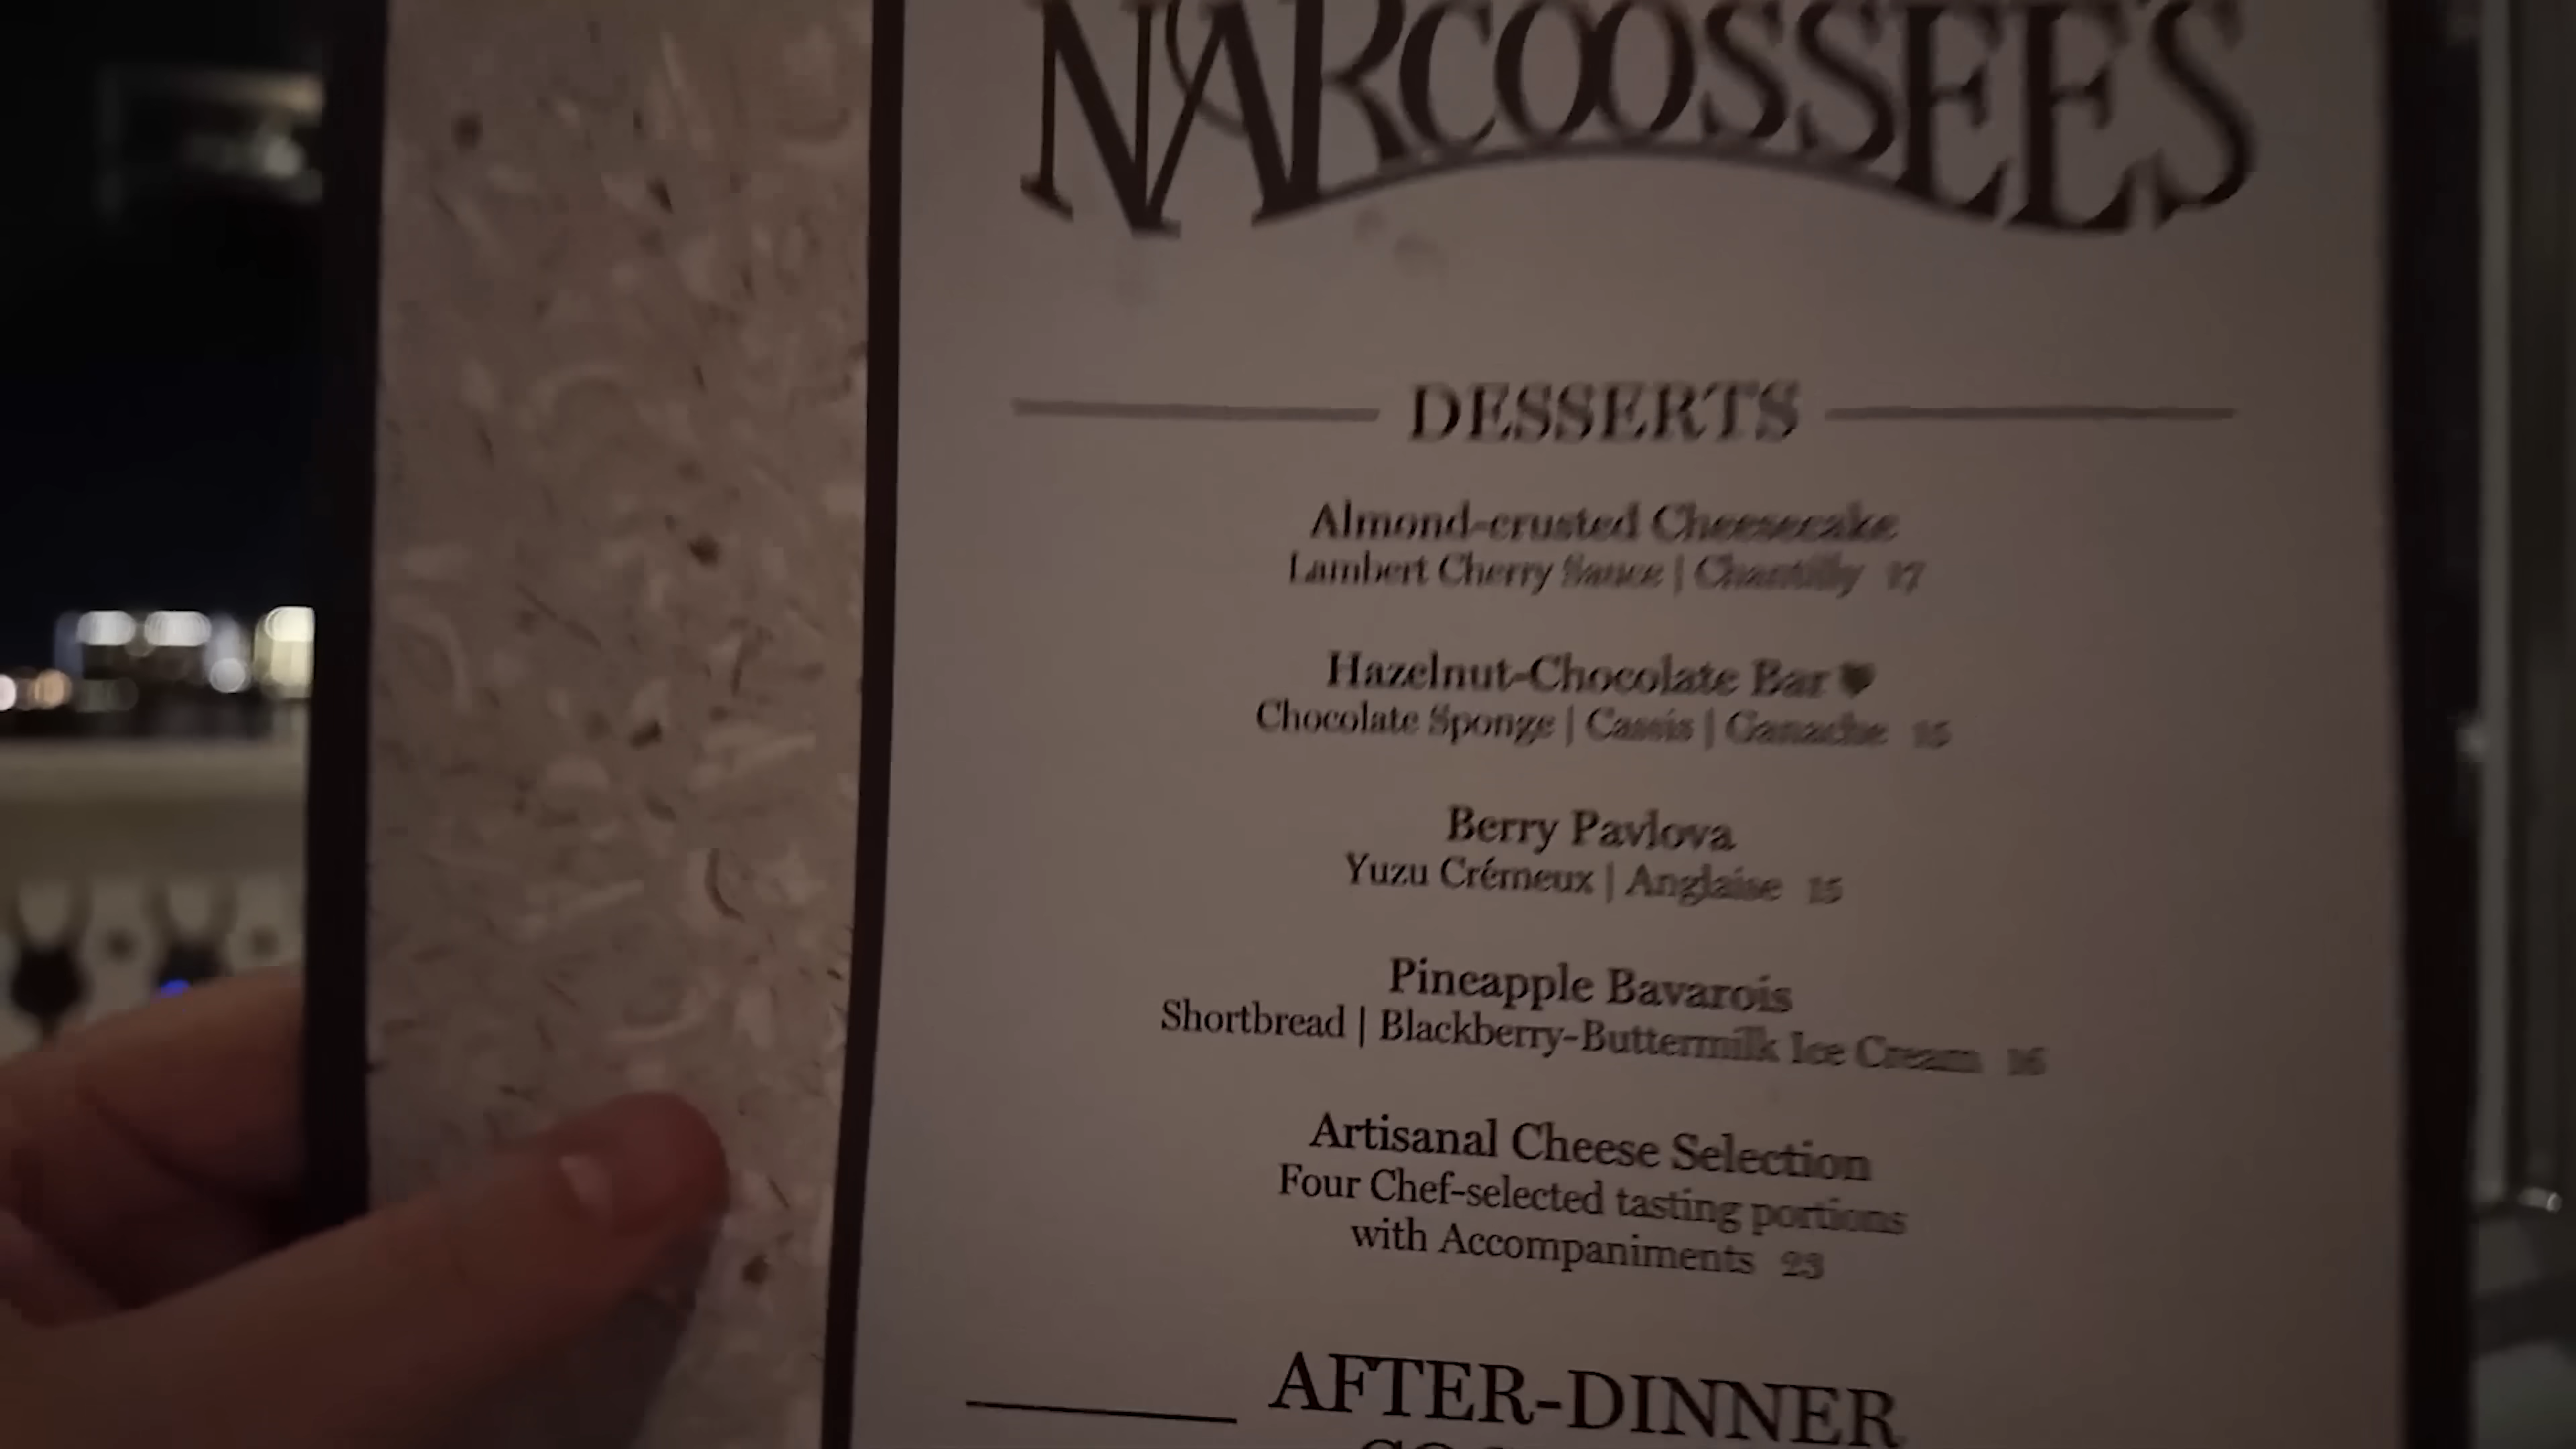 NARCOOSSEE'S
DESSERTS
Almond-crusted Cheesecake
Lambert Cherry Sauce | Chantilly 17
Hazelnut-Chocolate Bar ♥
Chocolate Sponge | Cassis | Ganache
Berry Pavlova
Yuzu Crémeux | Anglaise 15
Pineapple Bavarois
Shortbread | Blackberry-Buttermilk Ice Cream 16
Artisanal Cheese Selection
Four Chef-selected tasting portions
with Accompaniments 23
AFTER-DINNER